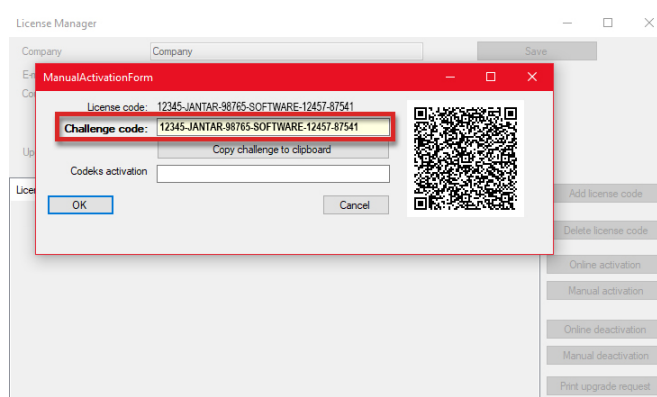 License Manager
Company Company Save
E-
ManualActivationForm
Co
License code: 12345-JANTAR-98765-SOFTWARE-12457-87541
Challenge code: 12345-JANTAR-98765-SOFTWARE-12457-87541
Up
Copy challenge to clipboard
Codeks activation
Licen
OK Cancel
Add license code
Delete license code
Online activation
Manual activation
Online deactivation
Manual deactivation
Print upgrade request